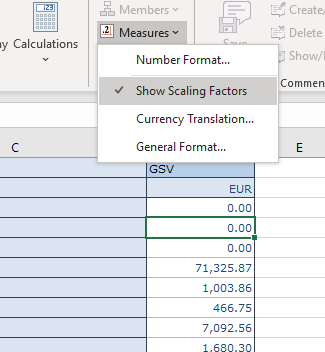 Members
Create/
y Calculations
Measures
Save
Delete
Show/
Number Format...
Show Scaling Factors
Currency Translation...
General Format...
C
E
GSV
EUR
0.00
0.00
0.00
71,325.87
1,003.86
466.75
7,092.56
1,680.30